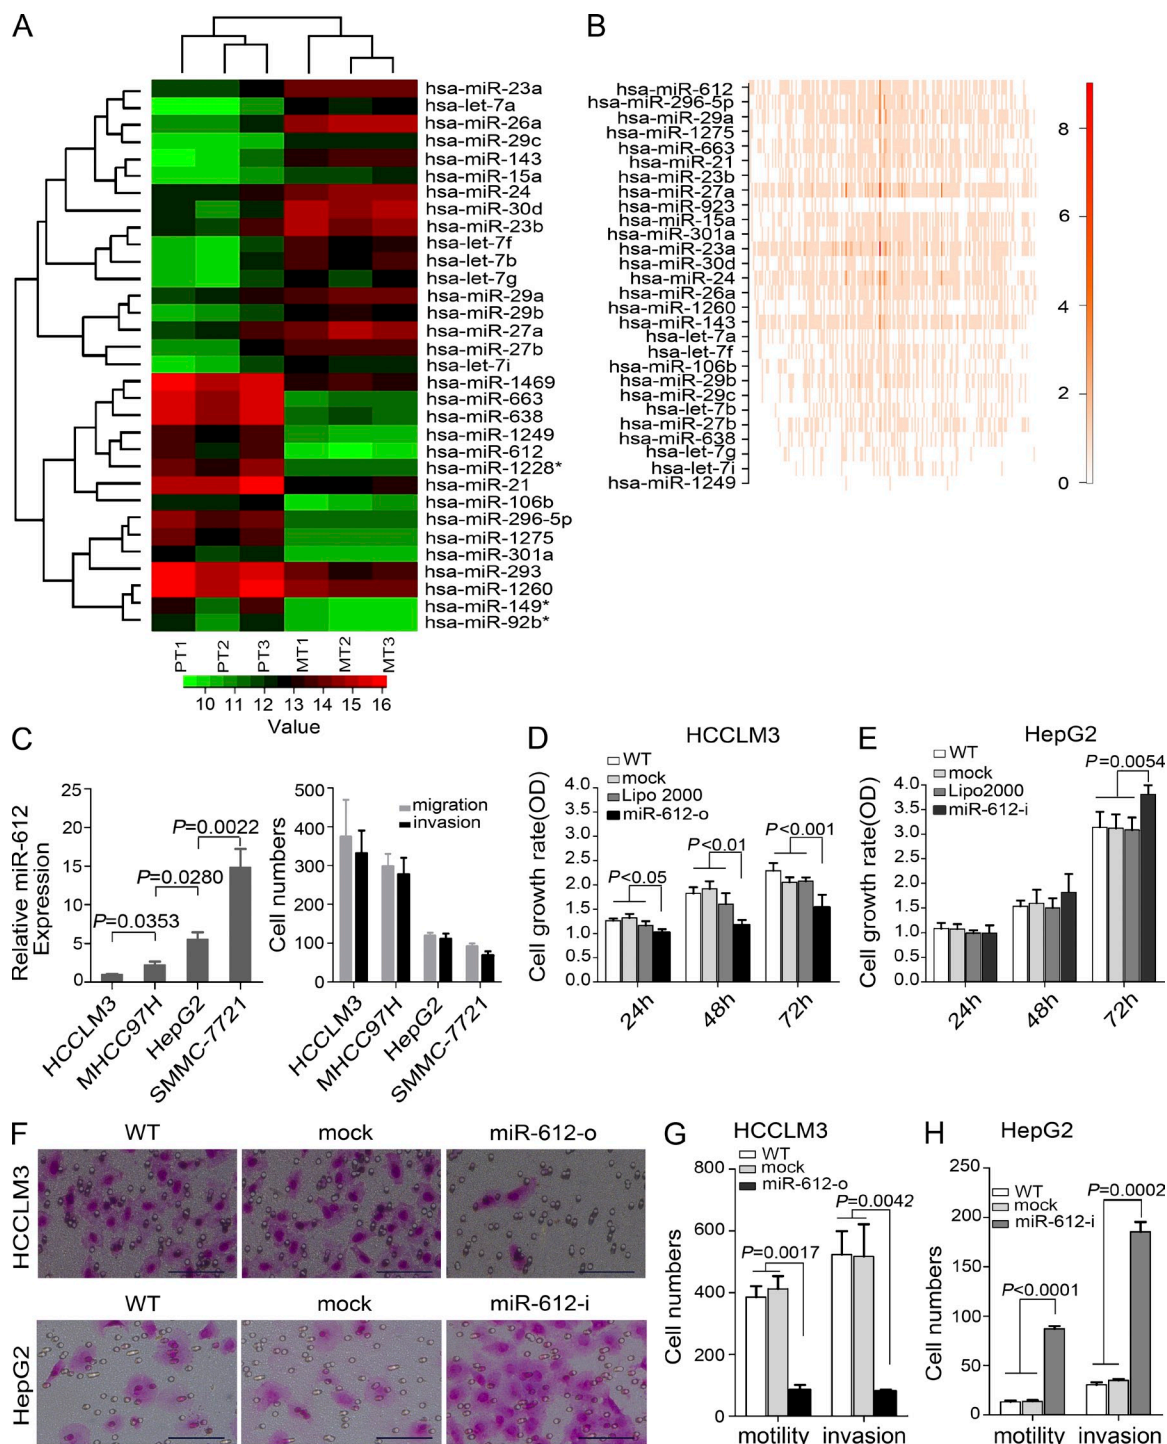 A
hsa-miR-23a
hsa-let-7a
hsa-miR-26a
hsa-miR-29c
hsa-miR-143
hsa-miR-15a
hsa-miR-24
hsa-miR-30d
hsa-miR-23b
hsa-let-7f
hsa-let-7b
hsa-let-7g
hsa-miR-29a
hsa-miR-29b
hsa-miR-27a
hsa-miR-27b
hsa-let-7i
hsa-miR-1469
hsa-miR-663
hsa-miR-638
hsa-miR-1249
hsa-miR-612
hsa-miR-1228*
hsa-miR-21
hsa-miR-106b
hsa-miR-296-5p
hsa-miR-1275
hsa-miR-301a
hsa-miR-293
hsa-miR-1260
hsa-miR-149*
hsa-miR-92b*
PT1 PT2 PT3 MT1 MT2 MT3
10 11 12 13 14 15 16
Value
B
hsa-miR-612
hsa-miR-296-5p
hsa-miR-29a
hsa-miR-1275
hsa-miR-663
hsa-miR-21
hsa-miR-23b
hsa-miR-27a
hsa-miR-923
hsa-miR-15a
hsa-miR-301a
hsa-miR-23a
hsa-miR-30d
hsa-miR-24
hsa-miR-26a
hsa-miR-1260
hsa-miR-143
hsa-let-7a
hsa-let-7f
hsa-miR-106b
hsa-miR-29b
hsa-miR-29c
hsa-let-7b
hsa-miR-27b
hsa-miR-638
hsa-let-7g
hsa-let-7i
hsa-miR-1249
8
6
4
2
0
C
Relative miR-612
Expression
25
20
15
10
5
0
P=0.0353
P=0.0280
P=0.0022
HCCLM3
MHCC97H
HepG2
SMMC-7721
Cell numbers
500
400
300
200
100
0
migration
invasion
HCCLM3
MHCC97H
HepG2
SMMC-7721
D
HCCLM3
WT
mock
Lipo 2000
miR-612-o
Cell growth rate(OD)
4.0
3.5
3.0
2.5
2.0
1.5
1.0
0.0
P<0.05
P<0.01
P<0.001
24h
48h
72h
E
HepG2
WT
mock
Lipo2000
miR-612-i
P=0.0054
Cell growth rate(OD)
4.0
3.5
3.0
2.5
2.0
1.5
1.0
0.0
24h
48h
72h
F
WT mock miR-612-o
HCCLM3
WT mock miR-612-i
HepG2
G
HCCLM3
WT
mock
miR-612-o
Cell numbers
800
600
400
200
0
P=0.0017
P=0.0042
motility invasion
H
HepG2
WT
mock
miR-612-i
Cell numbers
250
200
150
100
50
0
P<0.0001
P=0.0002
motility invasion